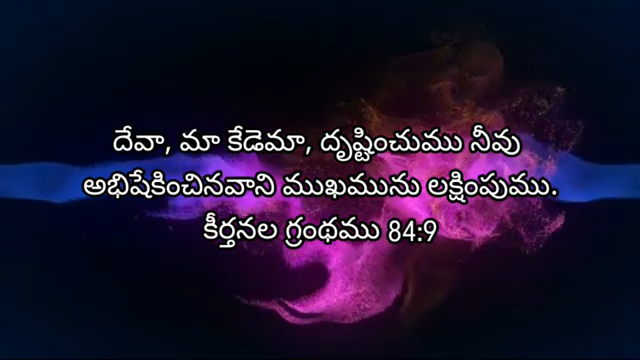 దేవా, మా కేడెమా, దృష్టించుము నీవు
అభిషేకించినవాని ముఖమును లక్షింపుము.
కీర్తనల గ్రంథము 84:9